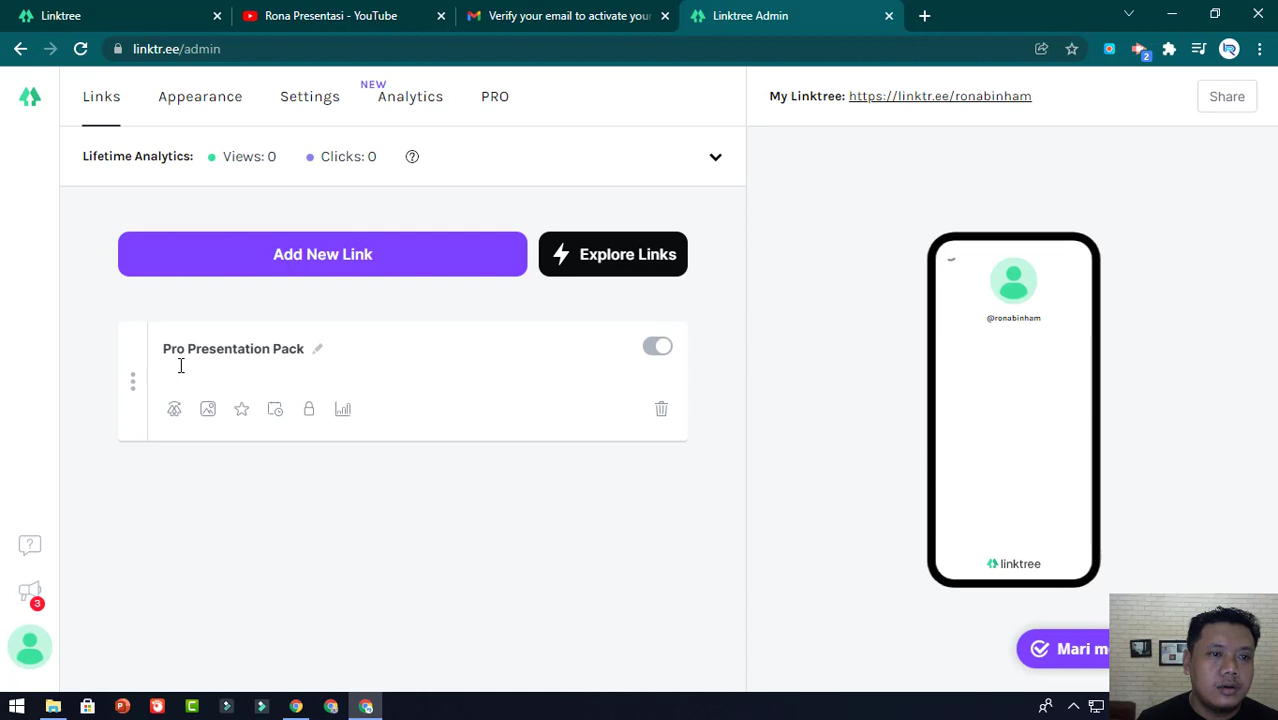 Linktree
Rona Presentasi - YouTube
Verify your email to activate you
Linktree Admin
linktr.ee/admin
2
Links
Appearance
Settings
NEW
Analytics
PRO
My Linktree: https://linktr.ee/ronabinham
Share
Lifetime Analytics:
Views: 0
Clicks: 0
Add New Link
Explore Links
Pro Presentation Pack
@ronabinham
linktree
3
Mari m